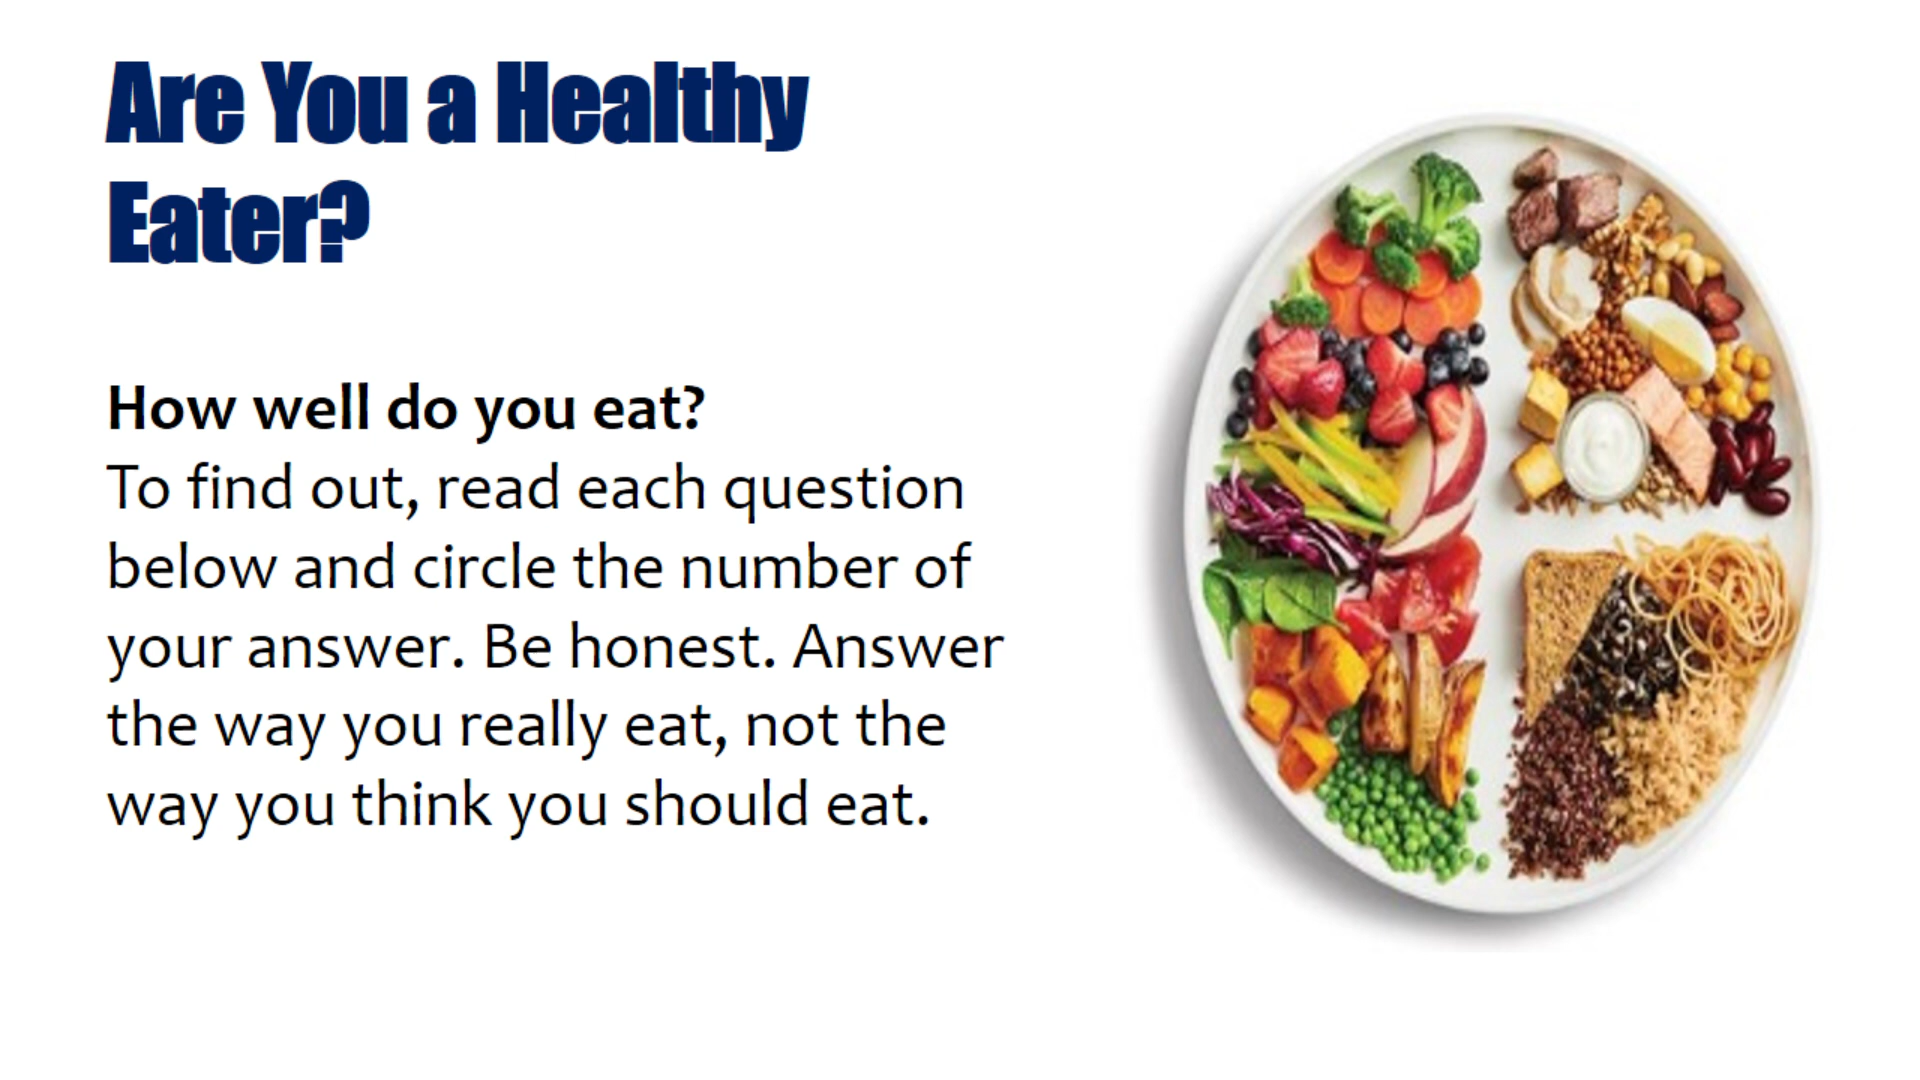 Are You a Healthy
Eater?
How well do you eat?
To find out, read each question
below and circle the number of
your answer. Be honest. Answer
the way you really eat, not the
way you think you should eat.